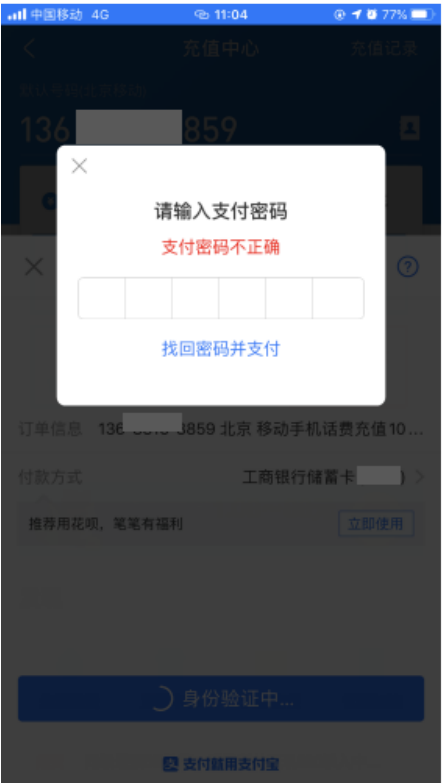 中国移动 4G 11:04 77%
充值中心 充值记录
136 859
请输入支付密码
支付密码不正确
找回密码并支付
订单信息 136 3859 北京 移动手机话费充值10...
付款方式 工商银行储蓄卡 )
推荐用花呗，笔笔有福利 立即使用
身份验证中...
支付就用支付宝